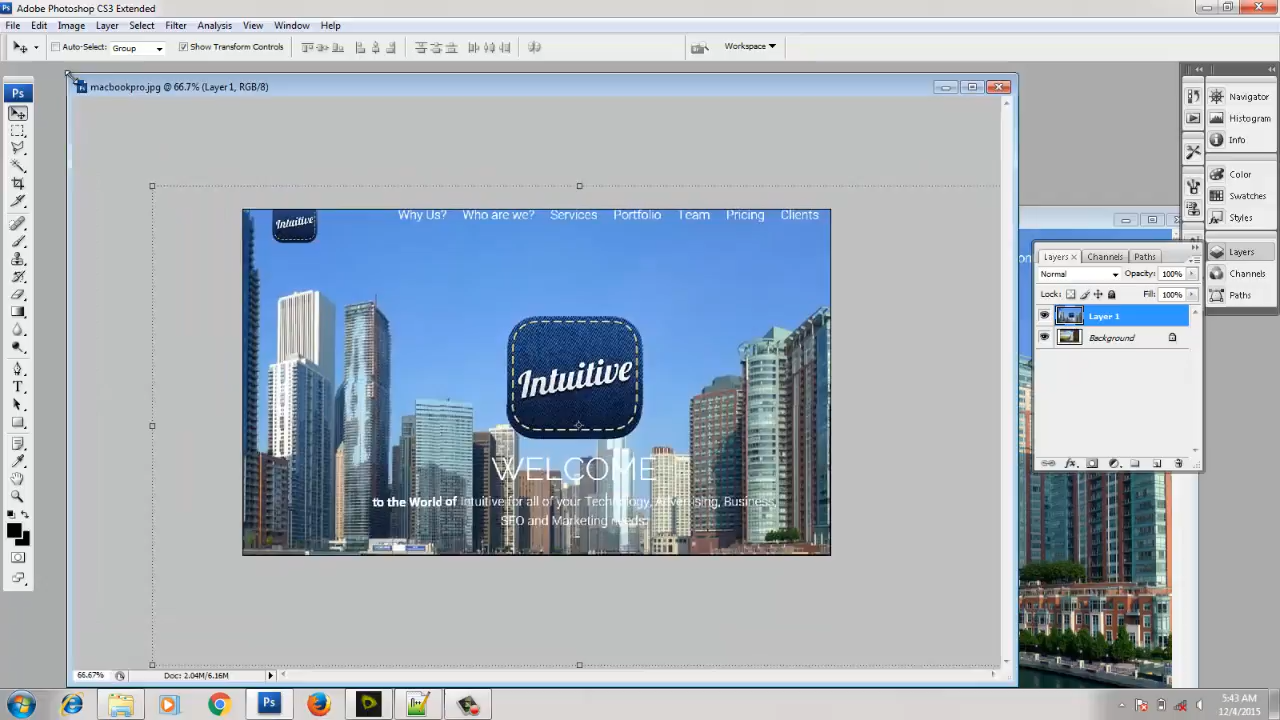 Adobe Photoshop CS3 Extended
File Edit Image Layer Select Filter Analysis View Window Help
Auto-Select: Group Show Transform Controls Workspace
macbookpro.jpg @ 66.7% (Layer 1, RGB/8)
Ps
Navigator
Histogram
Info
Color
Swatches
Styles
Layers
Channels
Paths
Intuitive
Why Us? Who are we? Services Portfolio Team Pricing Clients
Layers Channels Paths
Normal Opacity: 100%
Lock: Fill: 100%
Layer 1
Background
Intuitive
WELCOME
to the World of Intuitive for all of your Technology, Advertising, Business,
SEO and Marketing needs.
66.67% Doc: 2.04M/6.16M
Ps
5:43 AM
12/4/2015